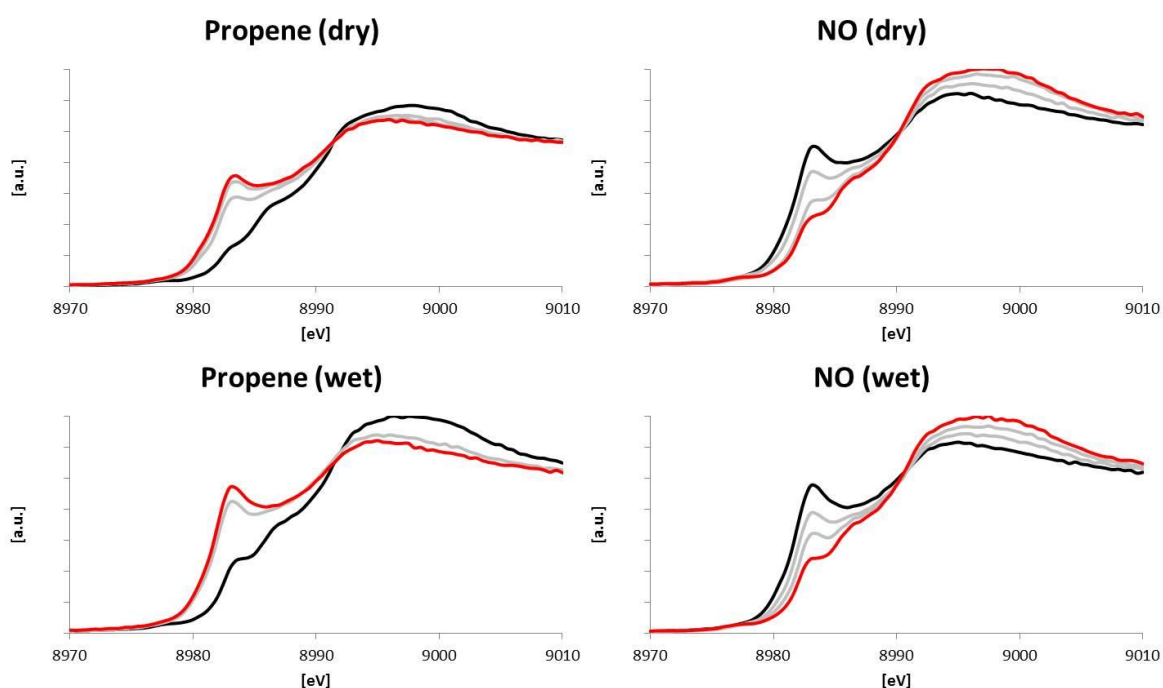 Propene (dry)
[a.u.]
8970 8980 8990 9000 9010
[eV]
NO (dry)
[a.u.]
8970 8980 8990 9000 9010
[eV]
Propene (wet)
[a.u.]
8970 8980 8990 9000 9010
[eV]
NO (wet)
[a.u.]
8970 8980 8990 9000 9010
[eV]